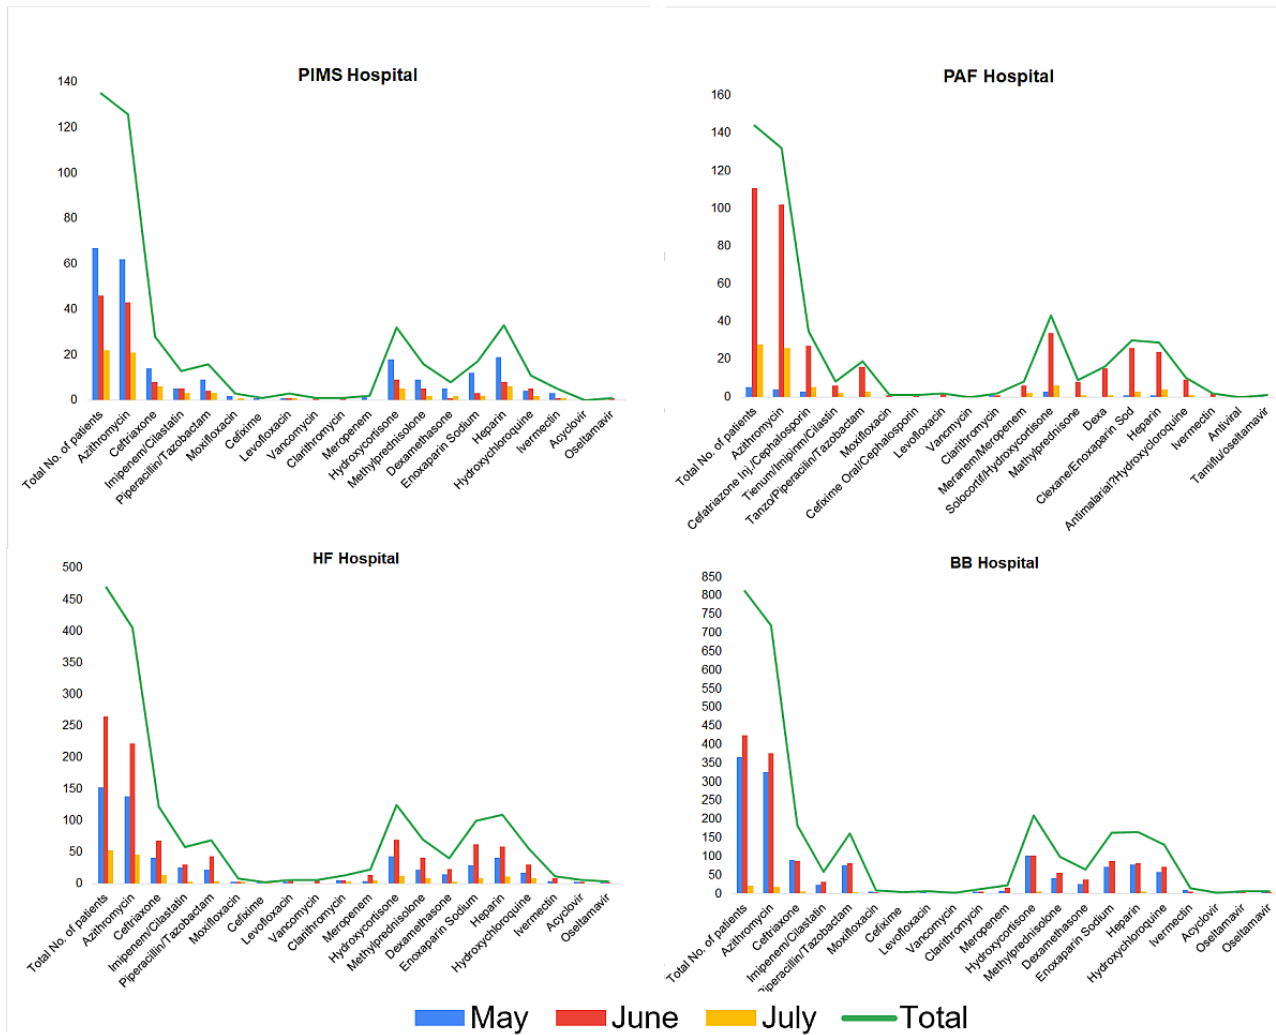 PIMS Hospital
140
120
100
80
60
40
20
0
Total No. of patients
Azithromycin
Ceftriaxone
Imipenem/Cilastatin
Piperacillin/Tazobactam
Moxifloxacin
Cefixime
Levofloxacin
Vancomycin
Clarithromycin
Meropenem
Hydroxycortisone
Methylprednisolone
Dexamethasone
Enoxaparin Sodium
Heparin
Hydroxychloroquine
Ivermectin
Acyclovir
Oseltamavir
PAF Hospital
160
140
120
100
80
60
40
20
0
Total No. of patients
Azithromycin
Cefatriazone Inj./Cephalosporin
Tienum/Imipinm/Cilastin
Tanzo/Piperacilin/Tazobactam
Moxifloxacin
Cefixime Oral/Cephalosporin
Levofloxacin
Vancomycin
Clarithromycin
Meranem/Meropenem
Solocortif/Hydroxycortisone
Mathylprednisone
Dexa
Clexane/Enoxaparin Sod
Heparin
Antimalarial?Hydroxycloroquine
Ivermectin
Antiviral
Tamiflu/oseltamavir
HF Hospital
500
450
400
350
300
250
200
150
100
50
0
Total No. of patients
Azithromycin
Ceftriaxone
Imipenem/Cilastatin
Piperacillin/Tazobactam
Moxifloxacin
Cefixime
Levofloxacin
Vancomycin
Clarithromycin
Meropenem
Hydroxycortisone
Methylprednisolone
Dexamethasone
Enoxaparin Sodium
Heparin
Hydroxychloroquine
Ivermectin
Acyclovir
Oseltamavir
BB Hospital
850
800
750
700
650
600
550
500
450
400
350
300
250
200
150
100
50
0
Total No. of patients
Azithromycin
Ceftriaxone
Imipenem/Cilastatin
Piperacillin/Tazobactam
Moxifloxacin
Cefixime
Levofloxacin
Vancomycin
Clarithromycin
Meropenem
Hydroxycortisone
Methylprednisolone
Dexamethasone
Enoxaparin Sodium
Heparin
Hydroxychloroquine
Ivermectin
Acyclovir
Oseltamavir
Oseltamavir
May June July Total